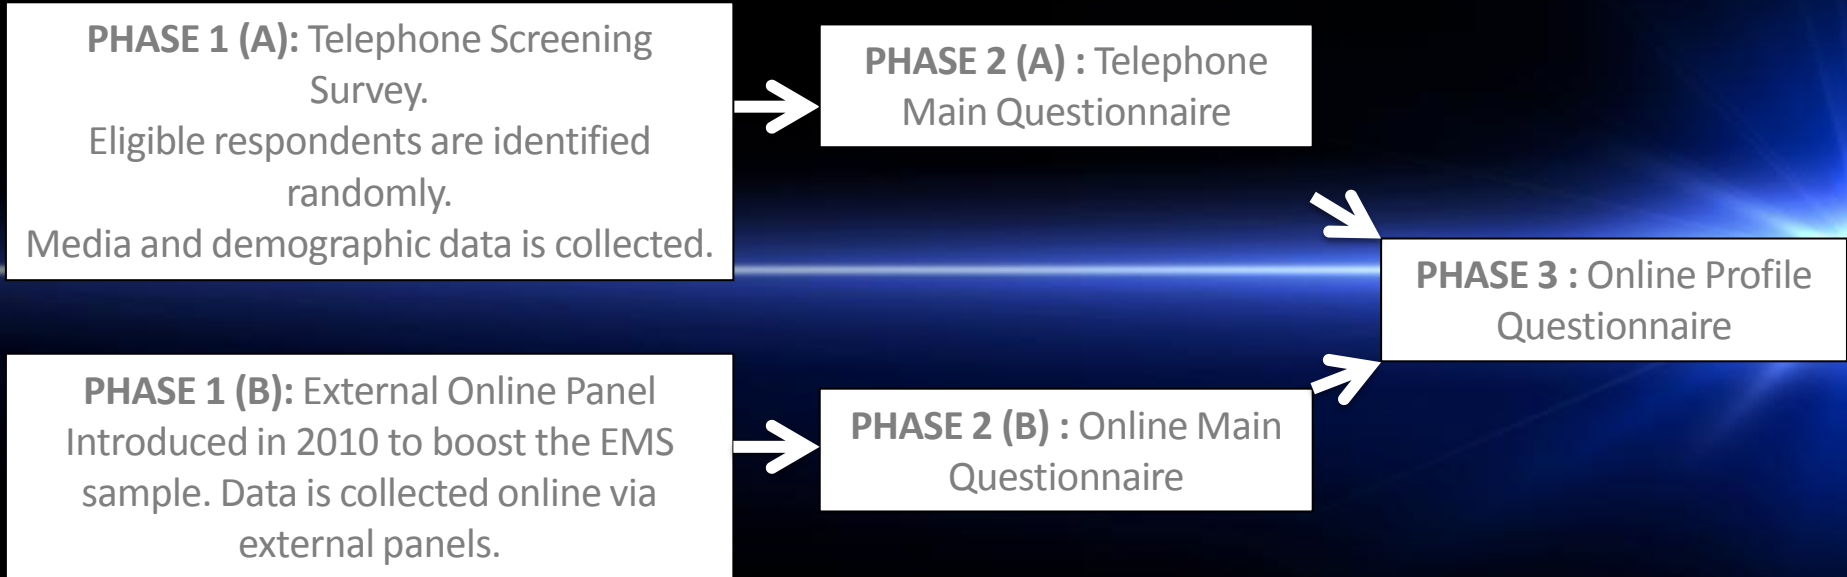 PHASE 1 (A): Telephone Screening
Survey.
Eligible respondents are identified
randomly.
Media and demographic data is collected.
PHASE 2 (A) : Telephone
Main Questionnaire
PHASE 1 (B): External Online Panel
Introduced in 2010 to boost the EMS
sample. Data is collected online via
external panels.
PHASE 2 (B) : Online Main
Questionnaire
PHASE 3 : Online Profile
Questionnaire